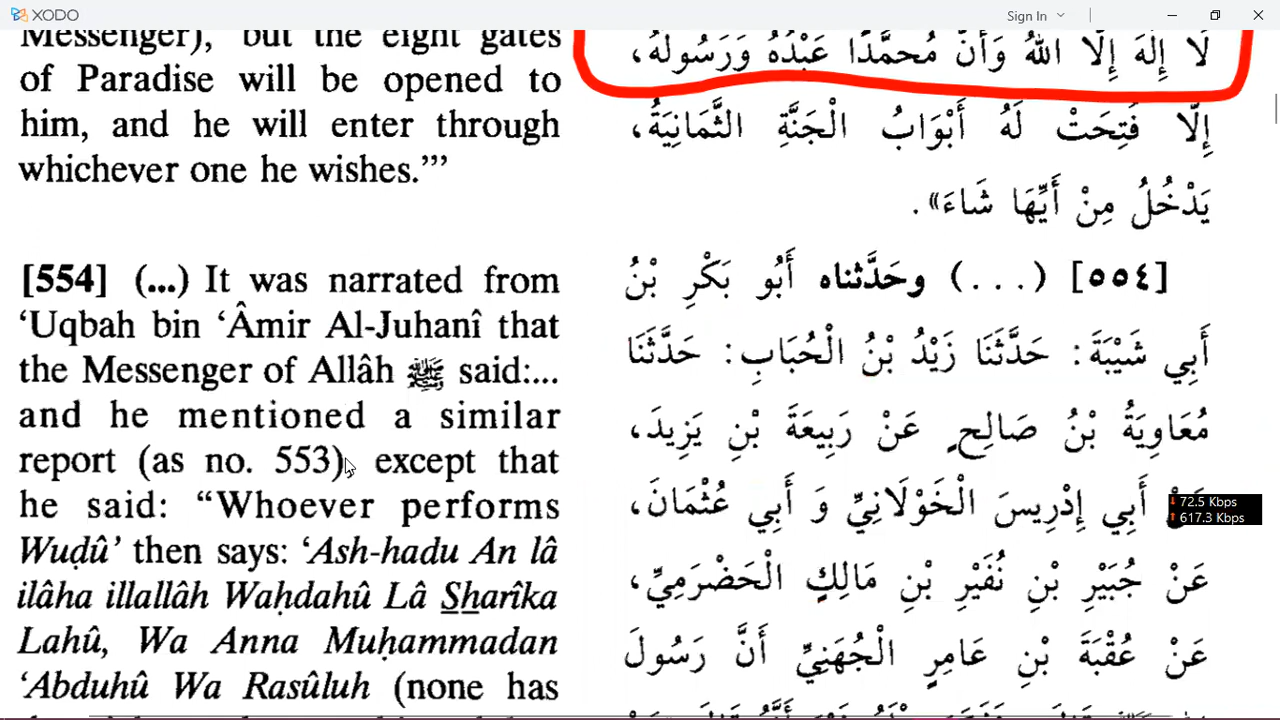 XODO
Sign In
Messenger), but the eight gates
of Paradise will be opened to
him, and he will enter through
whichever one he wishes.”’
[554] (...) It was narrated from
‘Uqbah bin ‘Âmir Al-Juhanî that
the Messenger of Allâh ﷺ said:...
and he mentioned a similar
report (as no. 553), except that
he said: “Whoever performs
Wuḍû’ then says: ‘Ash-hadu An lâ
ilâha illallâh Waḥdahû Lâ Sharîka
Lahû, Wa Anna Muḥammadan
‘Abduhû Wa Rasûluh (none has
لَا إِلٰهَ إِلَّا اللهُ وَأَنَّ مُحَمَّدًا عَبْدُهُ وَرَسُولُهُ،
إِلَّا فُتِحَتْ لَهُ أَبْوَابُ الْجَنَّةِ الثَّمَانِيَةُ،
يَدْخُلُ مِنْ أَيِّهَا شَاءَ».
[٥٥٤] (...) وحَدَّثناه أَبُو بَكْرِ بْنُ
أَبِي شَيْبَةَ: حَدَّثَنَا زَيْدُ بْنُ الْحُبَابِ: حَدَّثَنَا
مُعَاوِيَةُ بْنُ صَالِحٍ عَنْ رَبِيعَةَ بْنِ يَزِيدَ،
عَنْ أَبِي إِدْرِيسَ الْخَوْلَانِيِّ وَ أَبِي عُثْمَانَ،
عَنْ جُبَيْرِ بْنِ نُفَيْرِ بْنِ مَالِكٍ الْحَضْرَمِيِّ،
عَنْ عُقْبَةَ بْنِ عَامِرٍ الْجُهَنِيِّ أَنَّ رَسُولَ
72.5 Kbps
617.3 Kbps